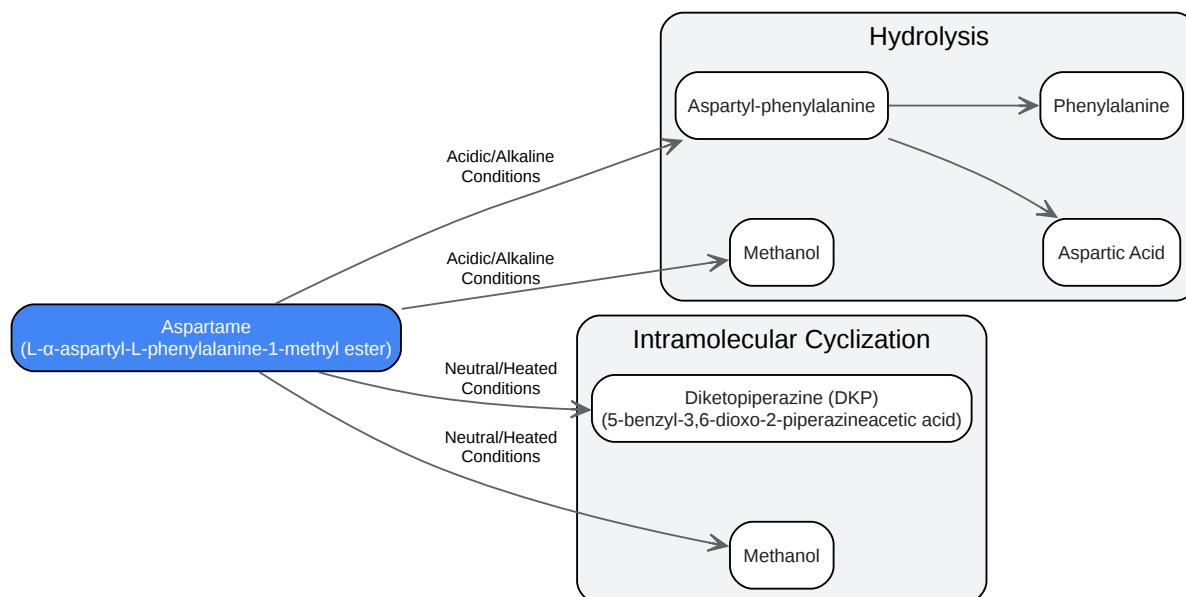 Hydrolysis
Aspartyl-phenylalanine
Phenylalanine
Acidic/Alkaline
Conditions
Acidic/Alkaline
Conditions
Methanol
Aspartic Acid
Aspartame
(L-α-aspartyl-L-phenylalanine-1-methyl ester)
Intramolecular Cyclization
Neutral/Heated
Conditions
Diketopiperazine (DKP)
(5-benzyl-3,6-dioxo-2-piperazineacetic acid)
Neutral/Heated
Conditions
Methanol